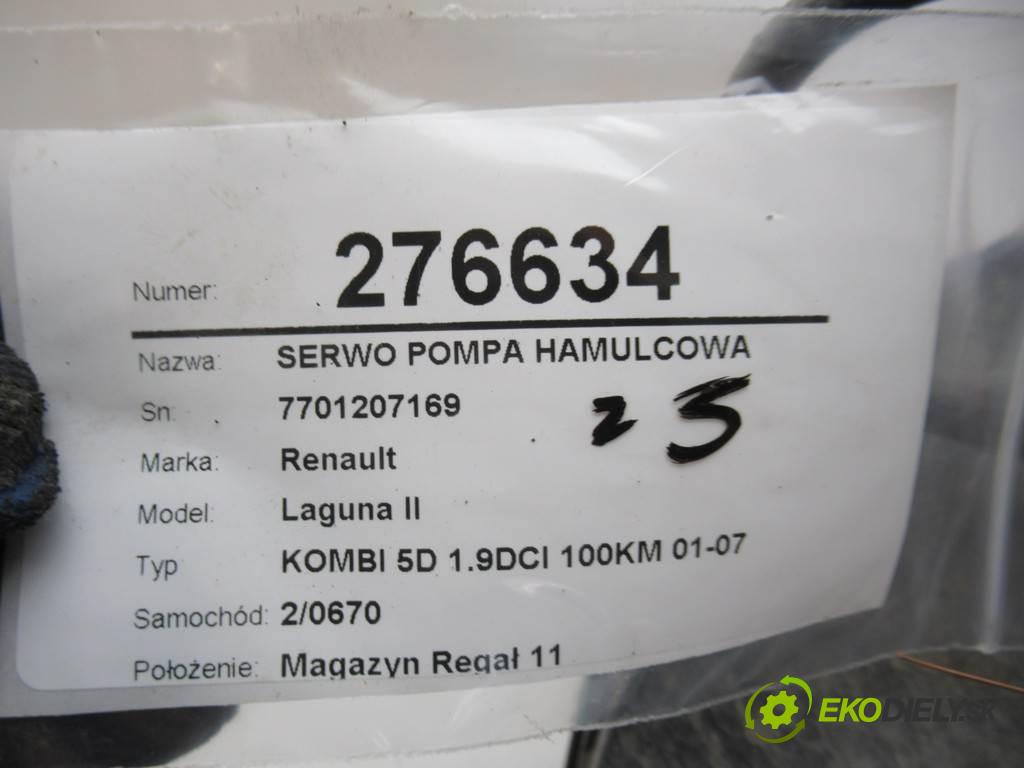 Numer: 276634
Nazwa: SERWO POMPA HAMULCOWA
Sn: 7701207169
23
Marka: Renault
Model: Laguna II
Typ KOMBI 5D 1.9DCI 100KM 01-07
Samochód: 2/0670
Położenie: Magazyn Regał 11
EKODIELY.SK